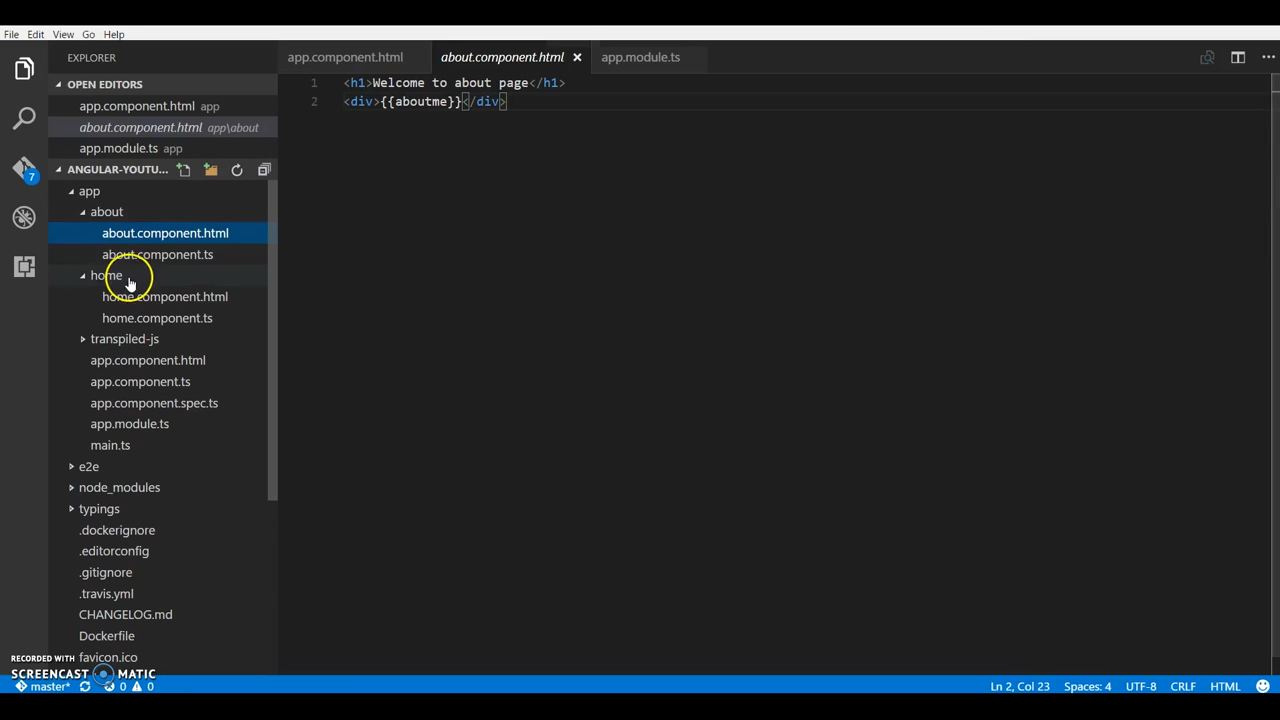 File Edit View Go Help
EXPLORER
app.component.html about.component.html app.module.ts
OPEN EDITORS
app.component.html app
about.component.html app\about
app.module.ts app
7
ANGULAR-YOUTU...
app
about
about.component.html
about.component.ts
home
home.component.html
home.component.ts
transpiled-js
app.component.html
app.component.ts
app.component.spec.ts
app.module.ts
main.ts
e2e
node_modules
typings
.dockerignore
.editorconfig
.gitignore
.travis.yml
CHANGELOG.md
Dockerfile
favicon.ico
1 <h1>Welcome to about page</h1>
2 <div>{{aboutme}}</div>
RECORDED WITH
SCREENCAST MATIC
master* 0 0 Ln 2, Col 23 Spaces: 4 UTF-8 CRLF HTML